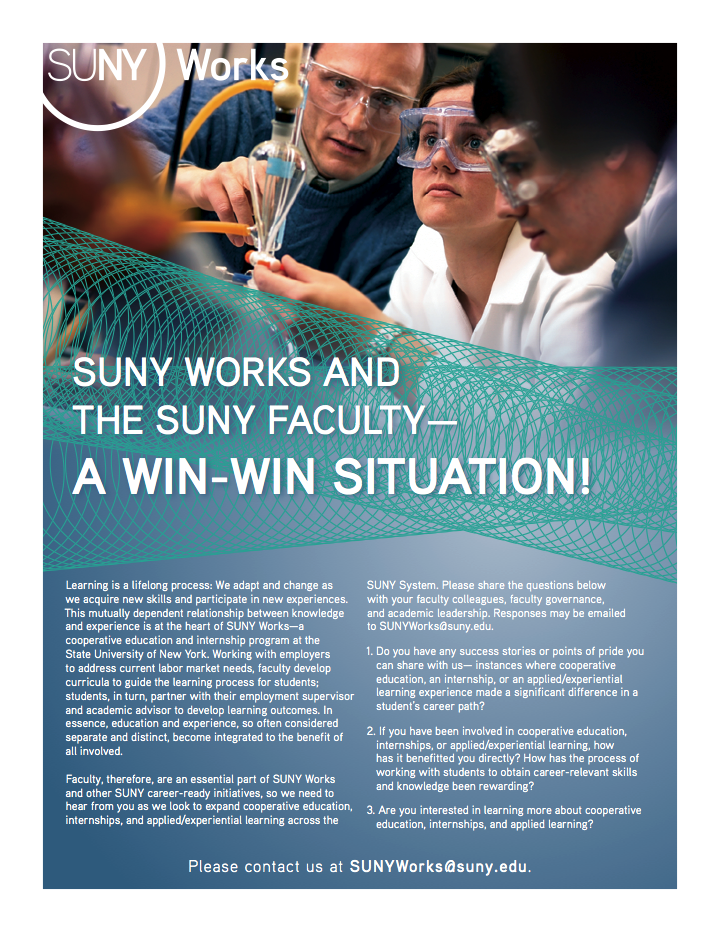 SUNY Works
SUNY WORKS AND
THE SUNY FACULTY—
A WIN-WIN SITUATION!
Learning is a lifelong process: We adapt and change as
we acquire new skills and participate in new experiences.
This mutually dependent relationship between knowledge
and experience is at the heart of SUNY Works—a
cooperative education and internship program at the
State University of New York. Working with employers
to address current labor market needs, faculty develop
curricula to guide the learning process for students;
students, in turn, partner with their employment supervisor
and academic advisor to develop learning outcomes. In
essence, education and experience, so often considered
separate and distinct, become integrated to the benefit of
all involved.
Faculty, therefore, are an essential part of SUNY Works
and other SUNY career-ready initiatives, so we need to
hear from you as we look to expand cooperative education,
internships, and applied/experiential learning across the
SUNY System. Please share the questions below
with your faculty colleagues, faculty governance,
and academic leadership. Responses may be emailed
to SUNYWorks@suny.edu.
1. Do you have any success stories or points of pride you
can share with us— instances where cooperative
education, an internship, or an applied/experiential
learning experience made a significant difference in a
student's career path?
2. If you have been involved in cooperative education,
internships, or applied/experiential learning, how
has it benefitted you directly? How has the process of
working with students to obtain career-relevant skills
and knowledge been rewarding?
3. Are you interested in learning more about cooperative
education, internships, and applied learning?
Please contact us at SUNYWorks@suny.edu.